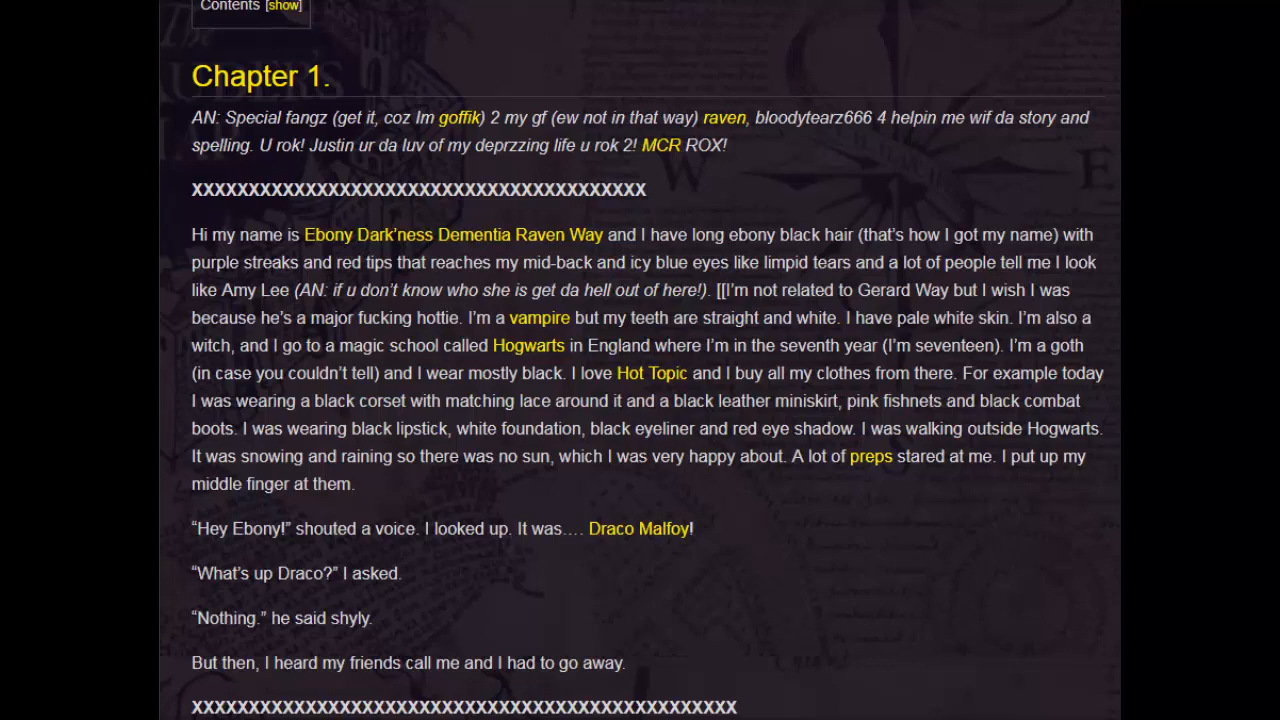 Contents [show]
Chapter 1.
AN: Special fangz (get it, coz Im goffik) 2 my gf (ew not in that way) raven, bloodytearz666 4 helpin me wif da story and
spelling. U rok! Justin ur da luv of my deprzzing life u rok 2! MCR ROX!
XXXXXXXXXXXXXXXXXXXXXXXXXXXXXXXXXXXXXXXX
Hi my name is Ebony Dark’ness Dementia Raven Way and I have long ebony black hair (that’s how I got my name) with
purple streaks and red tips that reaches my mid-back and icy blue eyes like limpid tears and a lot of people tell me I look
like Amy Lee (AN: if u don’t know who she is get da hell out of here!). [[I’m not related to Gerard Way but I wish I was
because he’s a major fucking hottie. I’m a vampire but my teeth are straight and white. I have pale white skin. I’m also a
witch, and I go to a magic school called Hogwarts in England where I’m in the seventh year (I’m seventeen). I’m a goth
(in case you couldn’t tell) and I wear mostly black. I love Hot Topic and I buy all my clothes from there. For example today
I was wearing a black corset with matching lace around it and a black leather miniskirt, pink fishnets and black combat
boots. I was wearing black lipstick, white foundation, black eyeliner and red eye shadow. I was walking outside Hogwarts.
It was snowing and raining so there was no sun, which I was very happy about. A lot of preps stared at me. I put up my
middle finger at them.
“Hey Ebony!” shouted a voice. I looked up. It was…. Draco Malfoy!
“What’s up Draco?” I asked.
“Nothing.” he said shyly.
But then, I heard my friends call me and I had to go away.
XXXXXXXXXXXXXXXXXXXXXXXXXXXXXXXXXXXXXXXXXXXXXXXX